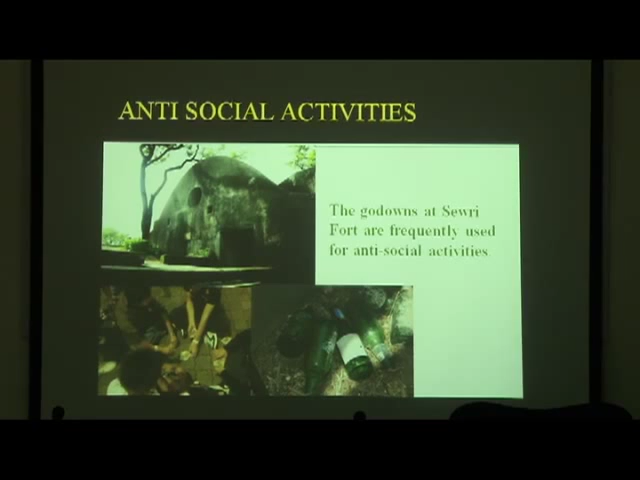 ANTI SOCIAL ACTIVITIES
The godowns at Sewri
Fort are frequently used
for anti-social activities